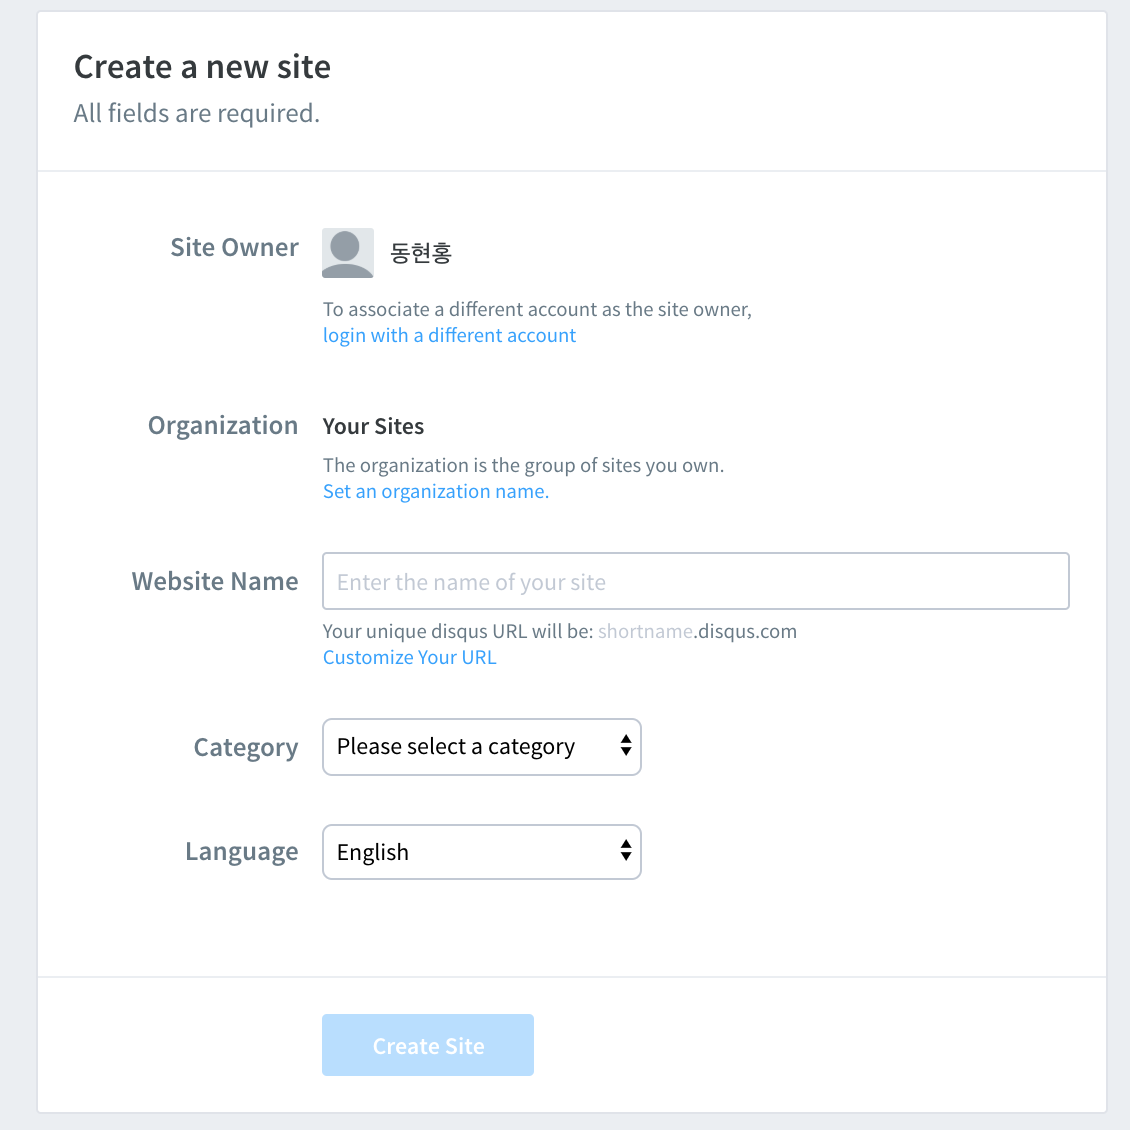 Create a new site
All fields are required.
Site Owner
동현홍
To associate a different account as the site owner,
login with a different account
Organization
Your Sites
The organization is the group of sites you own.
Set an organization name.
Website Name
Enter the name of your site
Your unique disqus URL will be: shortname.disqus.com
Customize Your URL
Category
Please select a category
Language
English
Create Site